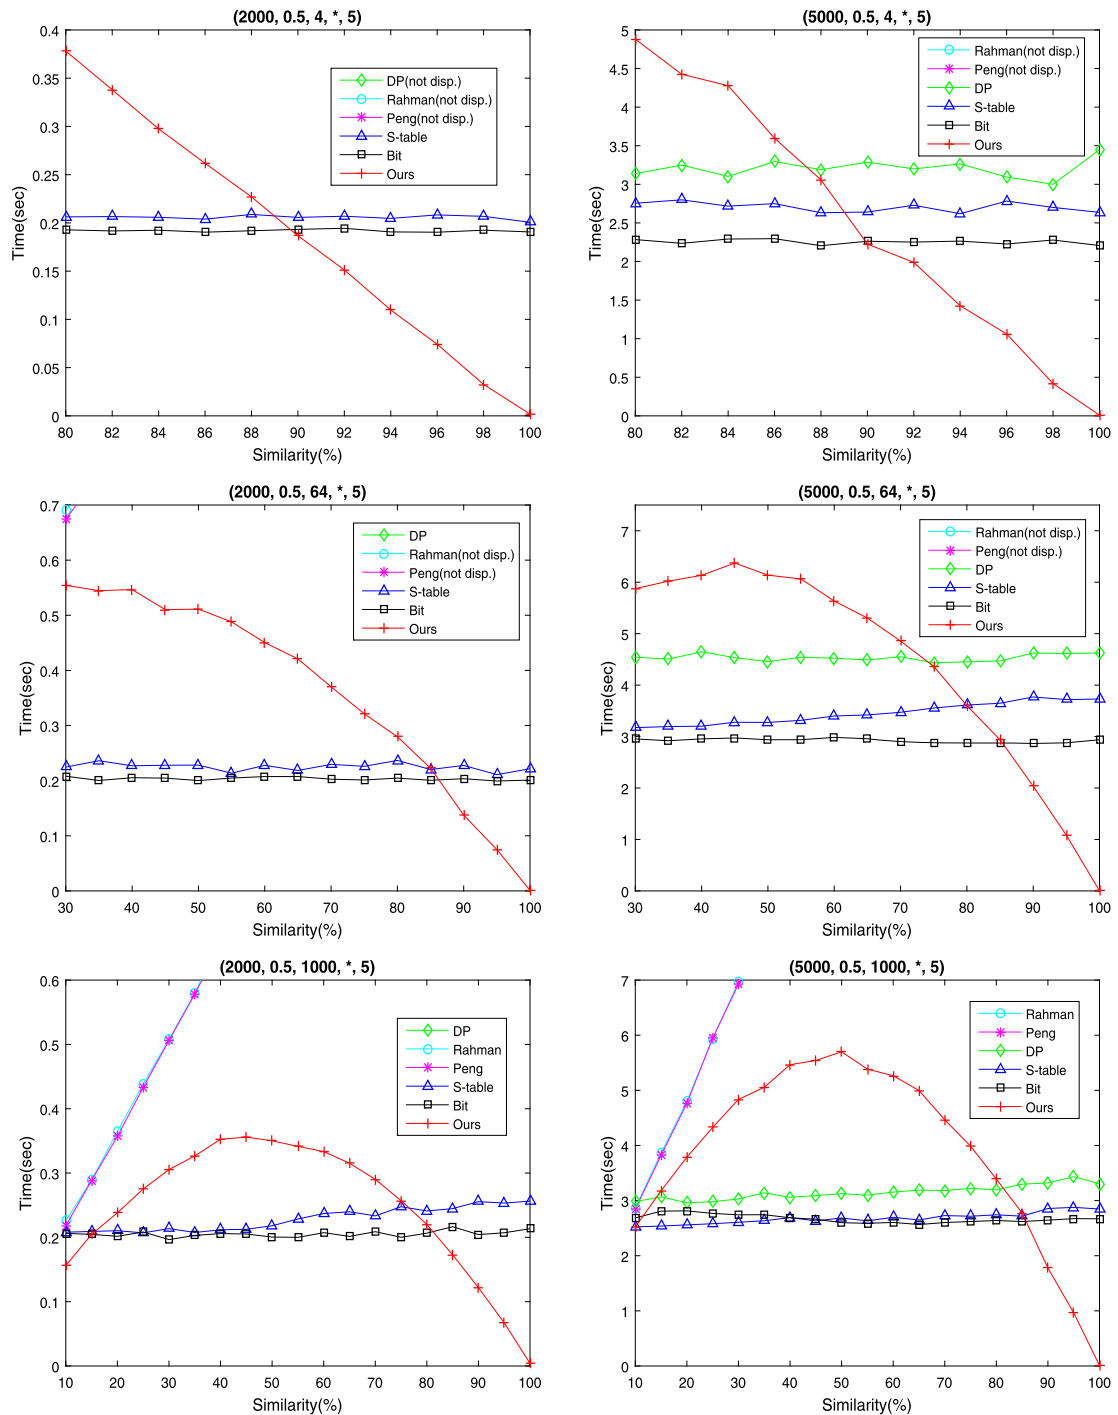 (2000, 0.5, 4, *, 5)
Time(sec)
0.4
0.35
0.3
0.25
0.2
0.15
0.1
0.05
0
DP(not disp.)
Rahman(not disp.)
Peng(not disp.)
S-table
Bit
Ours
80 82 84 86 88 90 92 94 96 98 100
Similarity(%)
(5000, 0.5, 4, *, 5)
Time(sec)
5
4.5
4
3.5
3
2.5
2
1.5
1
0.5
0
Rahman(not disp.)
Peng(not disp.)
DP
S-table
Bit
Ours
80 82 84 86 88 90 92 94 96 98 100
Similarity(%)
(2000, 0.5, 64, *, 5)
Time(sec)
0.7
0.6
0.5
0.4
0.3
0.2
0.1
0
DP
Rahman(not disp.)
Peng(not disp.)
S-table
Bit
Ours
30 40 50 60 70 80 90 100
Similarity(%)
(5000, 0.5, 64, *, 5)
Time(sec)
7
6
5
4
3
2
1
0
Rahman(not disp.)
Peng(not disp.)
DP
S-table
Bit
Ours
30 40 50 60 70 80 90 100
Similarity(%)
(2000, 0.5, 1000, *, 5)
Time(sec)
0.6
0.5
0.4
0.3
0.2
0.1
0
DP
Rahman
Peng
S-table
Bit
Ours
10 20 30 40 50 60 70 80 90 100
Similarity(%)
(5000, 0.5, 1000, *, 5)
Time(sec)
7
6
5
4
3
2
1
0
Rahman
Peng
DP
S-table
Bit
Ours
10 20 30 40 50 60 70 80 90 100
Similarity(%)